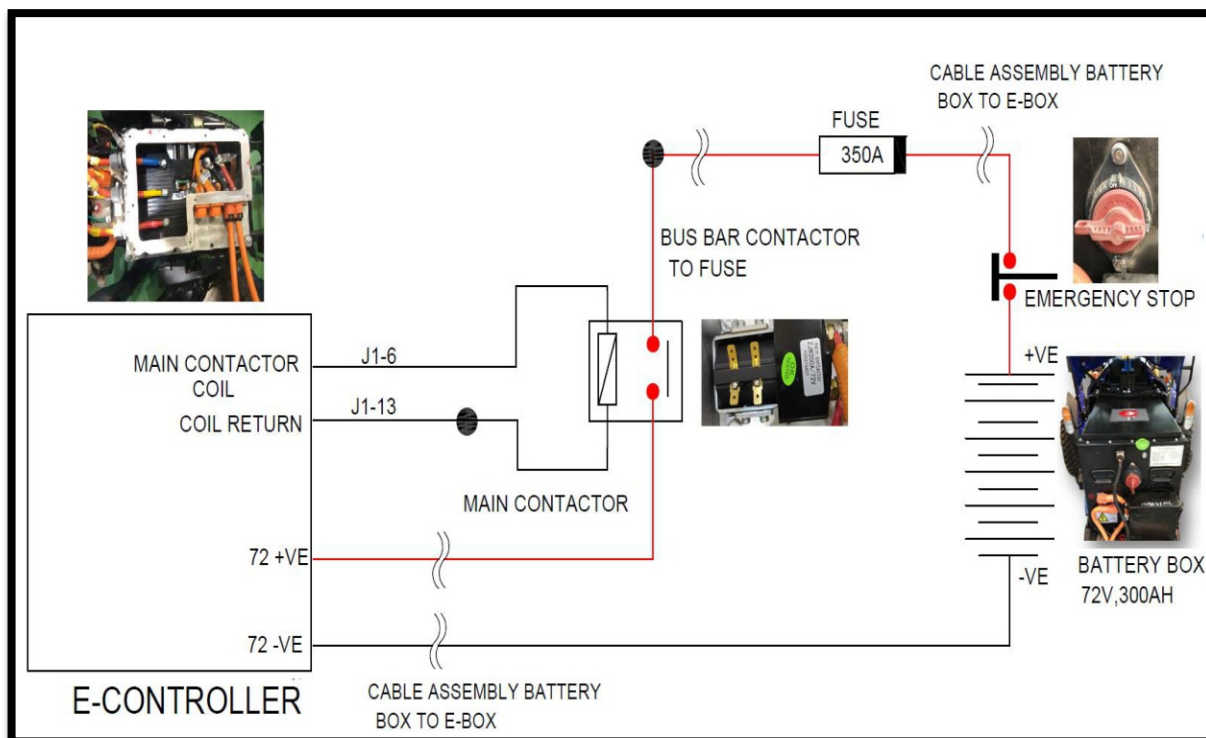 CABLE ASSEMBLY BATTERY
BOX TO E-BOX
FUSE
350A
BUS BAR CONTACTOR
TO FUSE
EMERGENCY STOP
MAIN CONTACTOR
COIL
J1-6
COIL RETURN
J1-13
+VE
MAIN CONTACTOR
72 +VE
-VE
BATTERY BOX
72V,300AH
72 -VE
E-CONTROLLER
CABLE ASSEMBLY BATTERY
BOX TO E-BOX